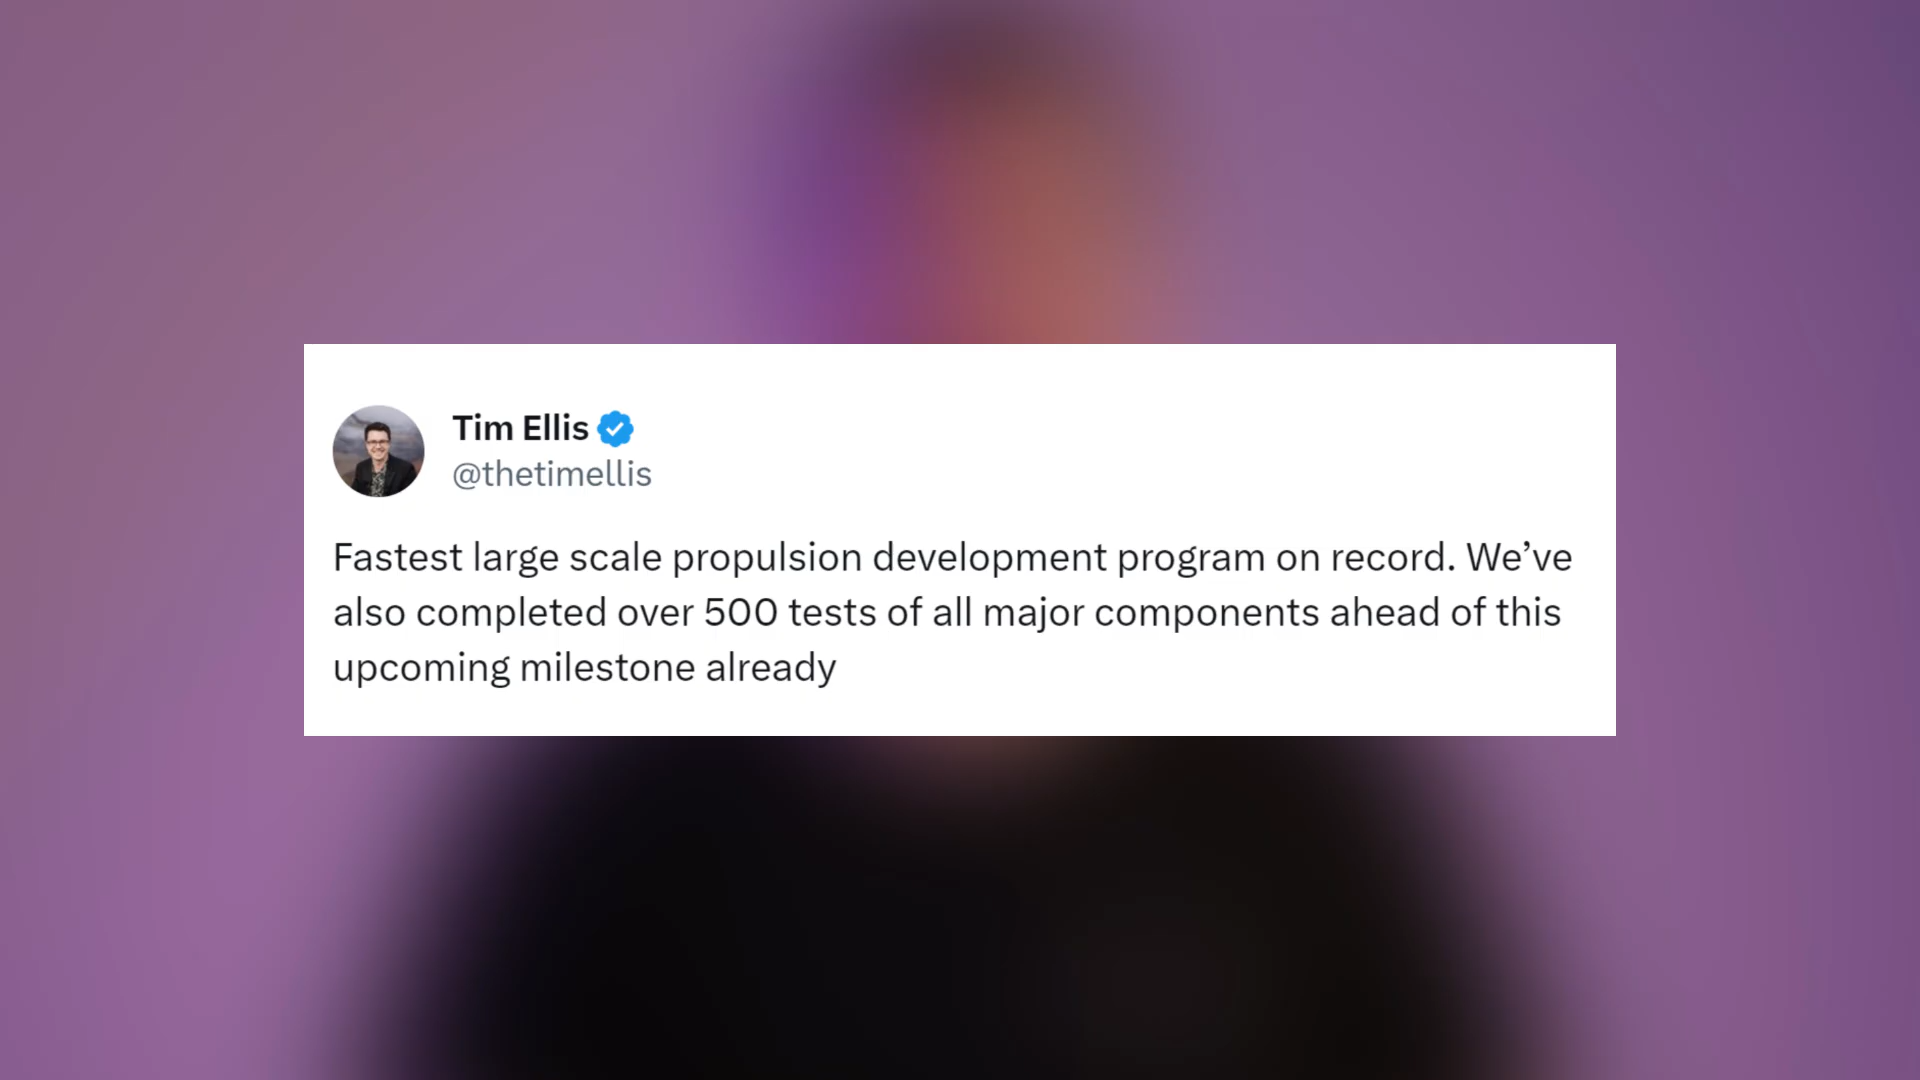 Tim Ellis
@thetimellis
Fastest large scale propulsion development program on record. We’ve
also completed over 500 tests of all major components ahead of this
upcoming milestone already